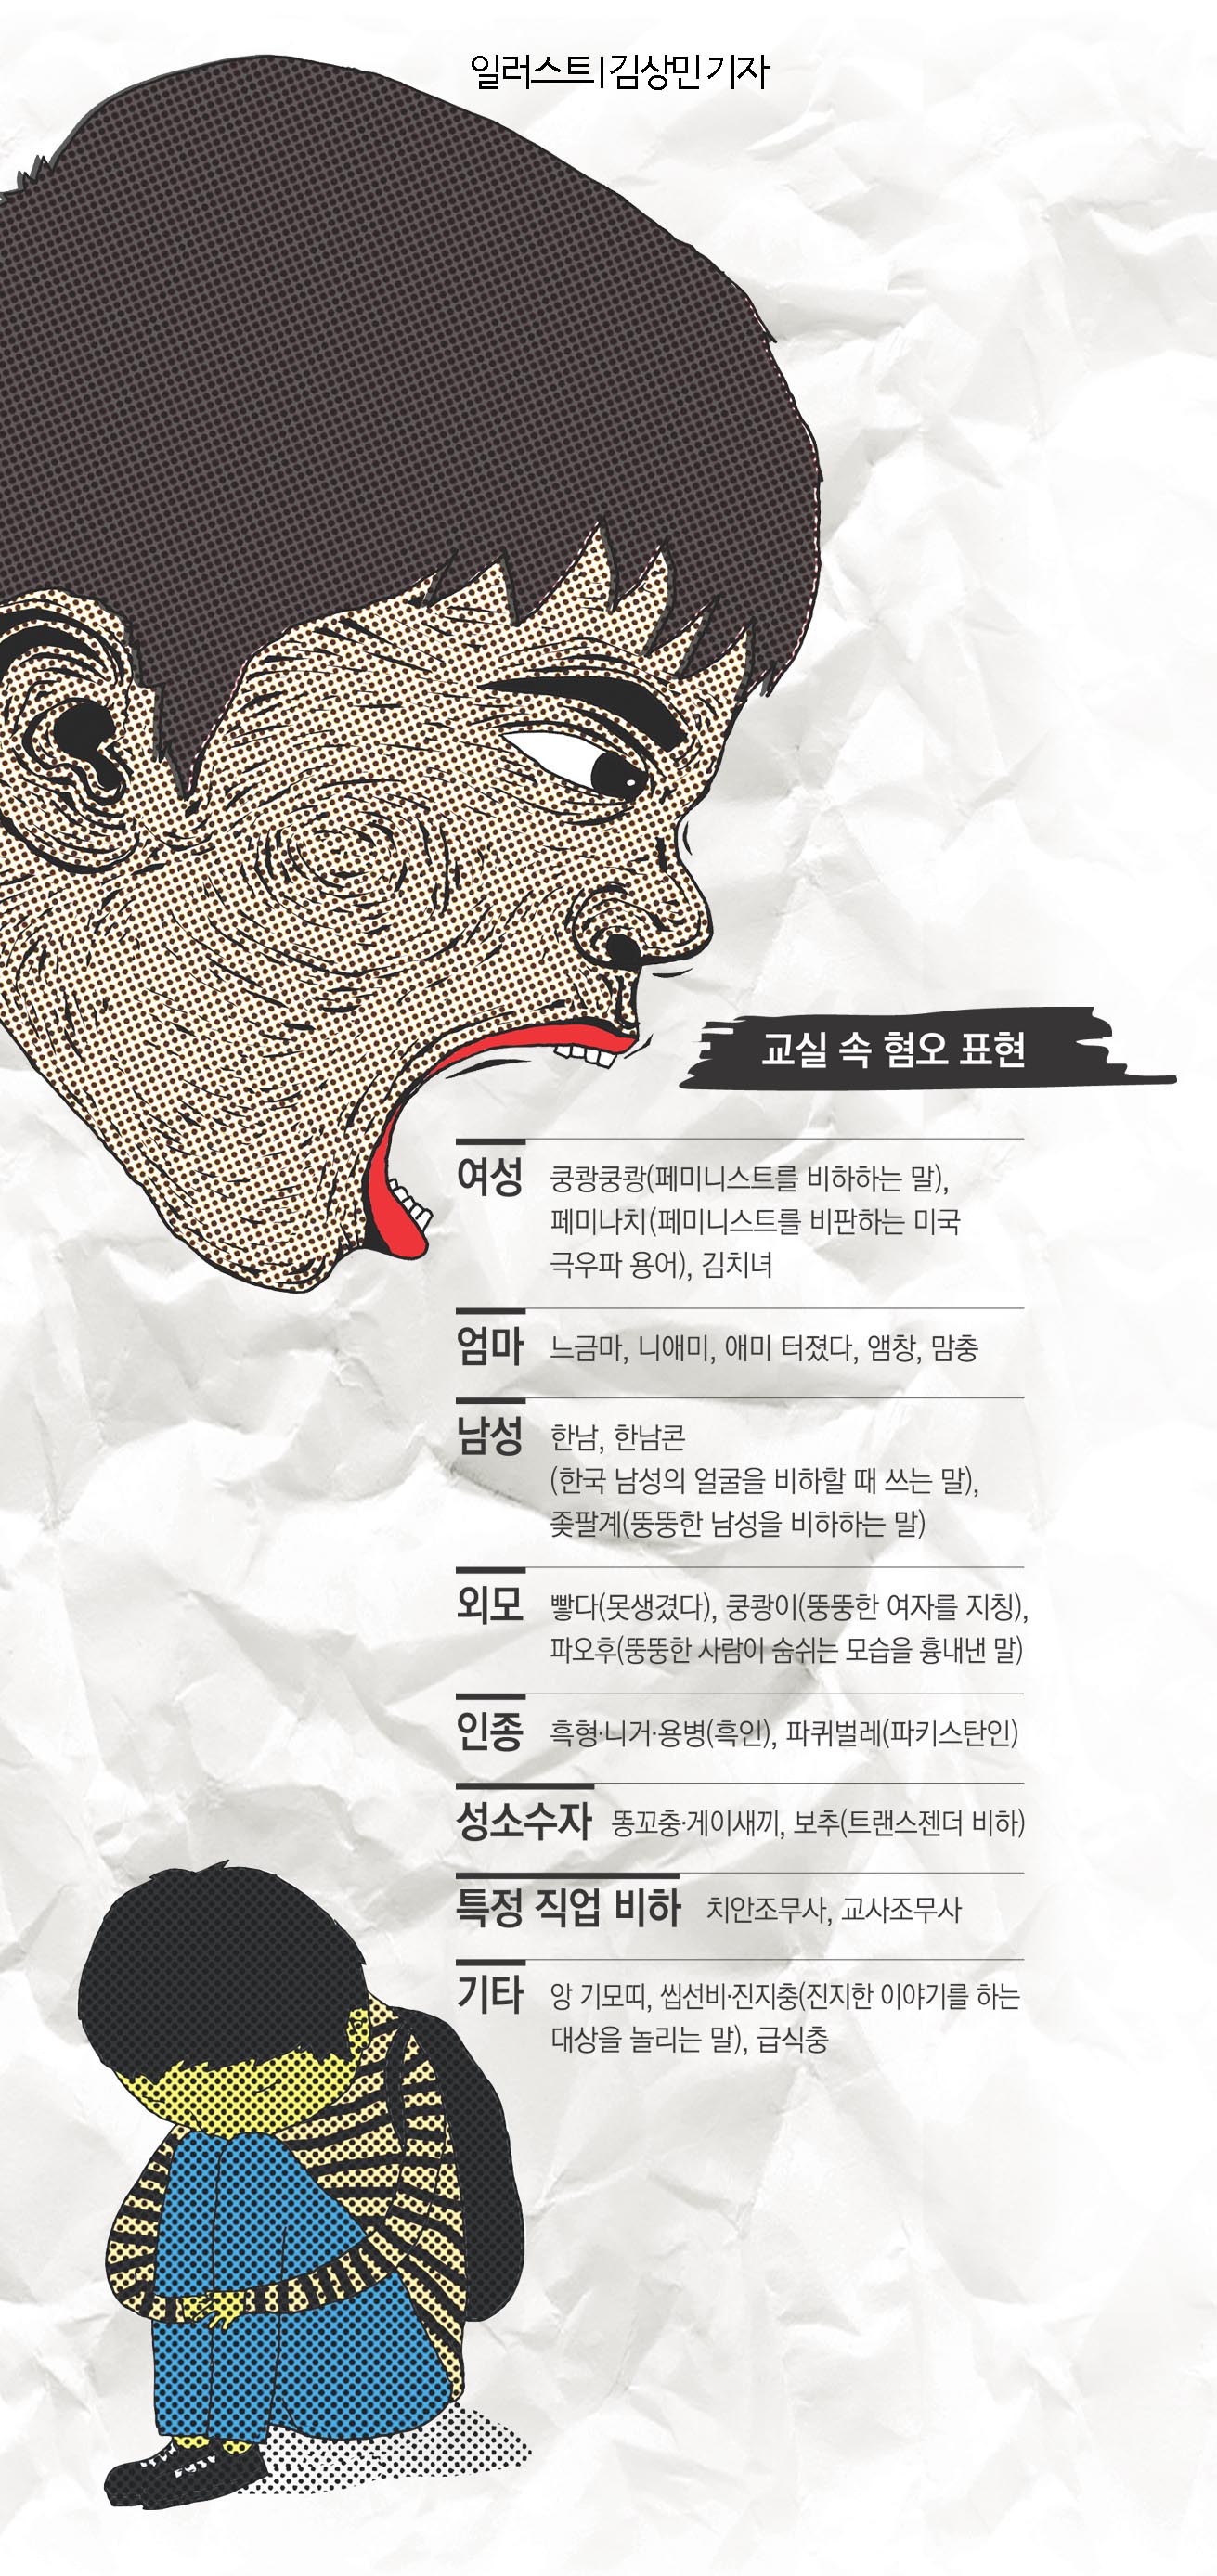 일러스트 | 김상민 기자
교실 속 혐오 표현
여성 쿵쾅쿵쾅(페미니스트를 비하하는 말),
페미나치(페미니스트를 비판하는 미국
극우파 용어), 김치녀
엄마 느금마, 니애미, 애미 터졌다, 앰창, 맘충
남성 한남, 한남콘
(한국 남성의 얼굴을 비하할 때 쓰는 말),
좆팔계(뚱뚱한 남성을 비하하는 말)
외모 빻다(못생겼다), 쿵쾅이(뚱뚱한 여자를 지칭),
파오후(뚱뚱한 사람이 숨쉬는 모습을 흉내낸 말)
인종 흑형·니거·용병(흑인), 파퀴벌레(파키스탄인)
성소수자 똥꼬충·게이새끼, 보추(트랜스젠더 비하)
특정 직업 비하 치안조무사, 교사조무사
기타 앙 기모띠, 씹선비·진지충(진지한 이야기를 하는
대상을 놀리는 말), 급식충